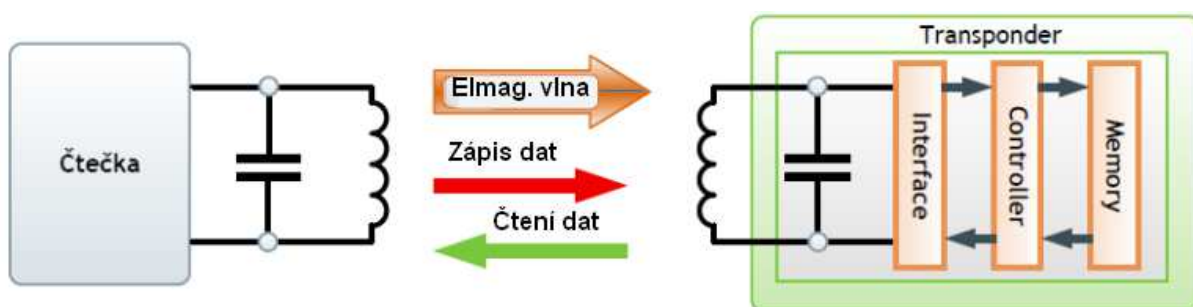 Čtečka
Elmag. vlna
Zápis dat
Čtení dat
Transponder
Interface
Controller
Memory